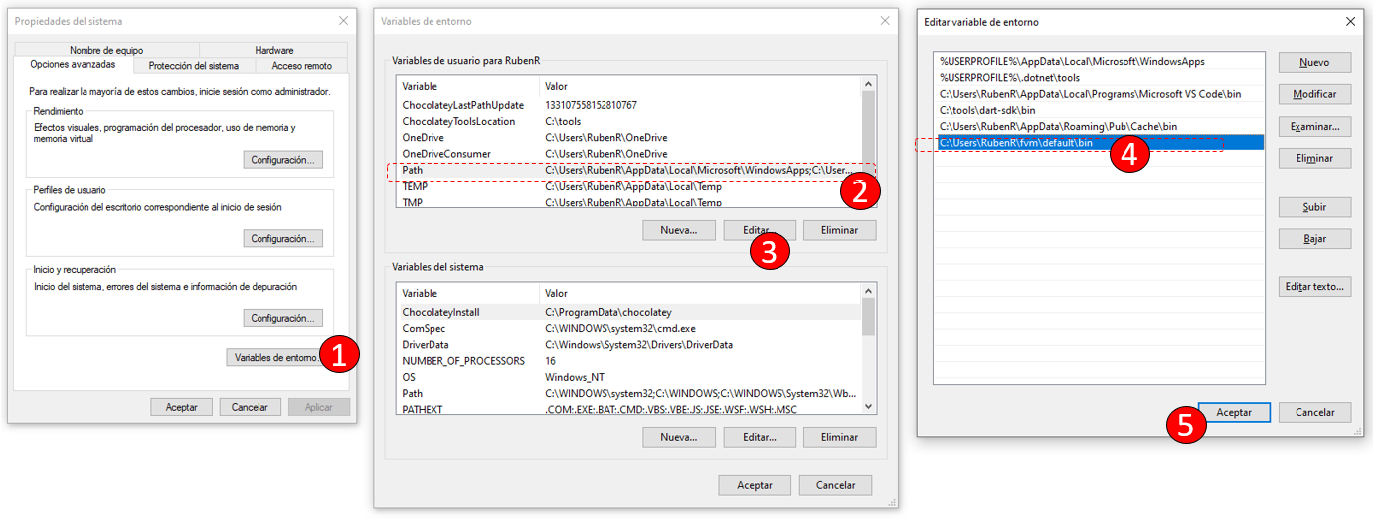 Propiedades del sistema
Nombre de equipo
Hardware
Opciones avanzadas
Protección del sistema
Acceso remoto
Para realizar la mayoría de estos cambios, inicie sesión como administrador.
Rendimiento
Efectos visuales, programación del procesador, uso de memoria y
memoria virtual
Configuración...
Perfiles de usuario
Configuración del escritorio correspondiente al inicio de sesión
Configuración...
Inicio y recuperación
Inicio del sistema, errores del sistema e información de depuración
Configuración...
Variables de entorno...
1
Aceptar
Cancelar
Aplicar
Variables de entorno
Variables de usuario para RubenR
Variable Valor
ChocolateyLastPathUpdate 133107558152810767
ChocolateyToolsLocation C:\tools
OneDrive C:\Users\RubenR\OneDrive
OneDriveConsumer C:\Users\RubenR\OneDrive
Path C:\Users\RubenR\AppData\Local\Microsoft\WindowsApps;C:\User...
TEMP C:\Users\RubenR\AppData\Local\Temp
TMP C:\Users\RubenR\AppData\Local\Temp
2
Nueva...
Editar...
Eliminar
3
Variables del sistema
Variable Valor
ChocolateyInstall C:\ProgramData\chocolatey
ComSpec C:\WINDOWS\system32\cmd.exe
DriverData C:\Windows\System32\Drivers\DriverData
NUMBER_OF_PROCESSORS 16
OS Windows_NT
Path C:\WINDOWS\system32;C:\WINDOWS;C:\WINDOWS\System32\Wb...
PATHEXT .COM;.EXE;.BAT;.CMD;.VBS;.VBE;.JS;.JSE;.WSF;.WSH;.MSC
Nueva...
Editar...
Eliminar
Aceptar
Cancelar
Editar variable de entorno
%USERPROFILE%\AppData\Local\Microsoft\WindowsApps
%USERPROFILE%\.dotnet\tools
C:\Users\RubenR\AppData\Local\Programs\Microsoft VS Code\bin
C:\tools\dart-sdk\bin
C:\Users\RubenR\AppData\Roaming\Pub\Cache\bin
C:\Users\RubenR\fvm\default\bin
4
Nuevo
Modificar
Examinar...
Eliminar
Subir
Bajar
Editar texto...
5
Aceptar
Cancelar